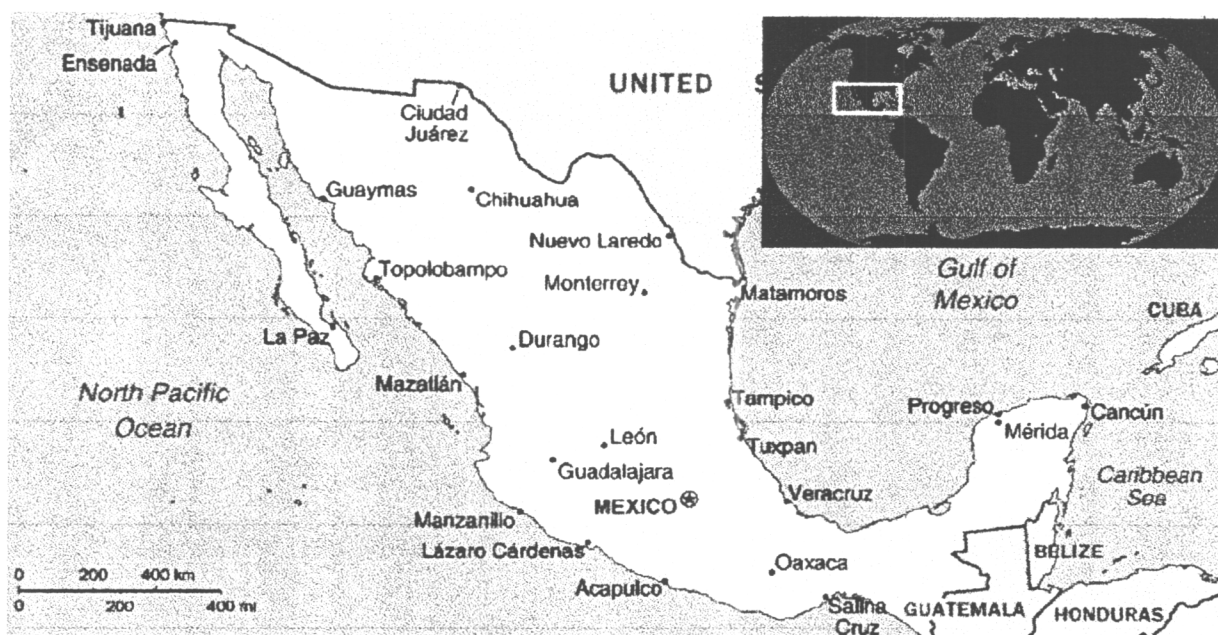 Tijuana
Ensenada
UNITED
Ciudad
Juárez
Guaymas
Chihuahua
Nuevo Laredo
Topolobampo
Monterrey
Matamoros
Gulf of
Mexico
CUBA
La Paz
Durango
Mazatlán
North Pacific
Ocean
Tampico
Progreso
Cancún
Mérida
León
Tuxpan
Guadalajara
Caribbean
Sea
MEXICO
Veracruz
Manzanillo
Lázaro Cárdenas
BELIZE
Oaxaca
0 200 400 km
0 200 400 mi
Acapulco
Salina
Cruz
GUATEMALA
HONDURAS